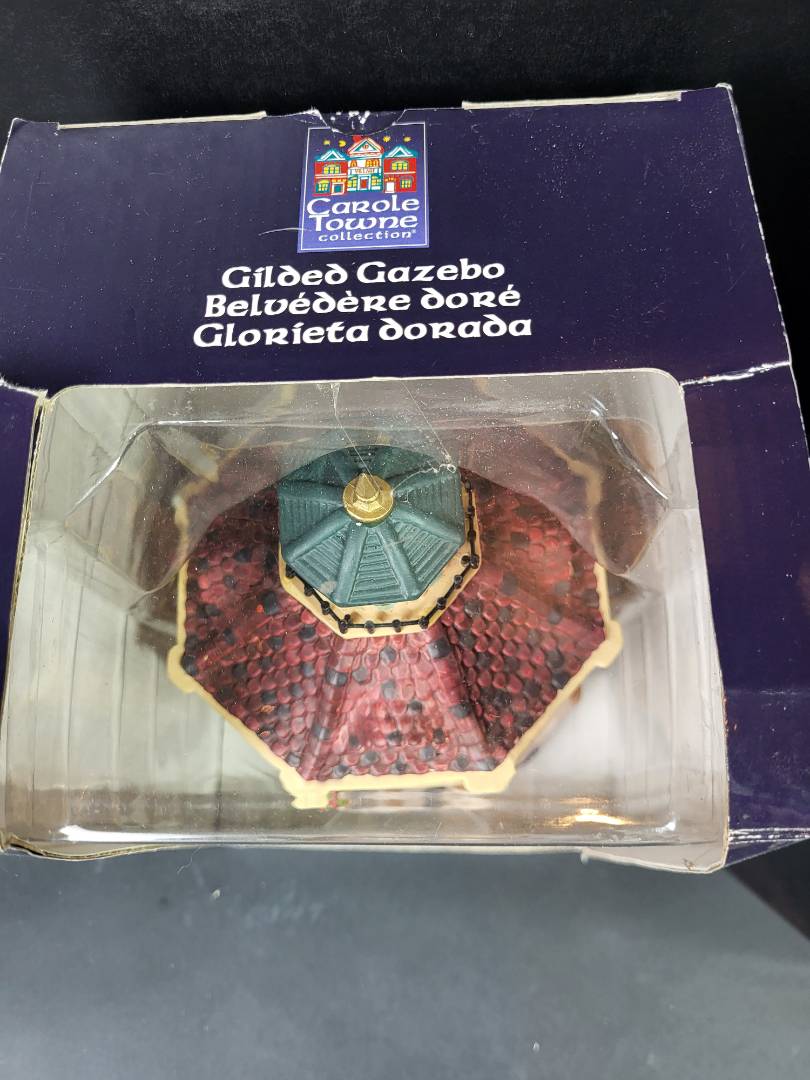 Carole
Towne
collection®
Gilded Gazebo
Belvédère doré
Glorieta dorada